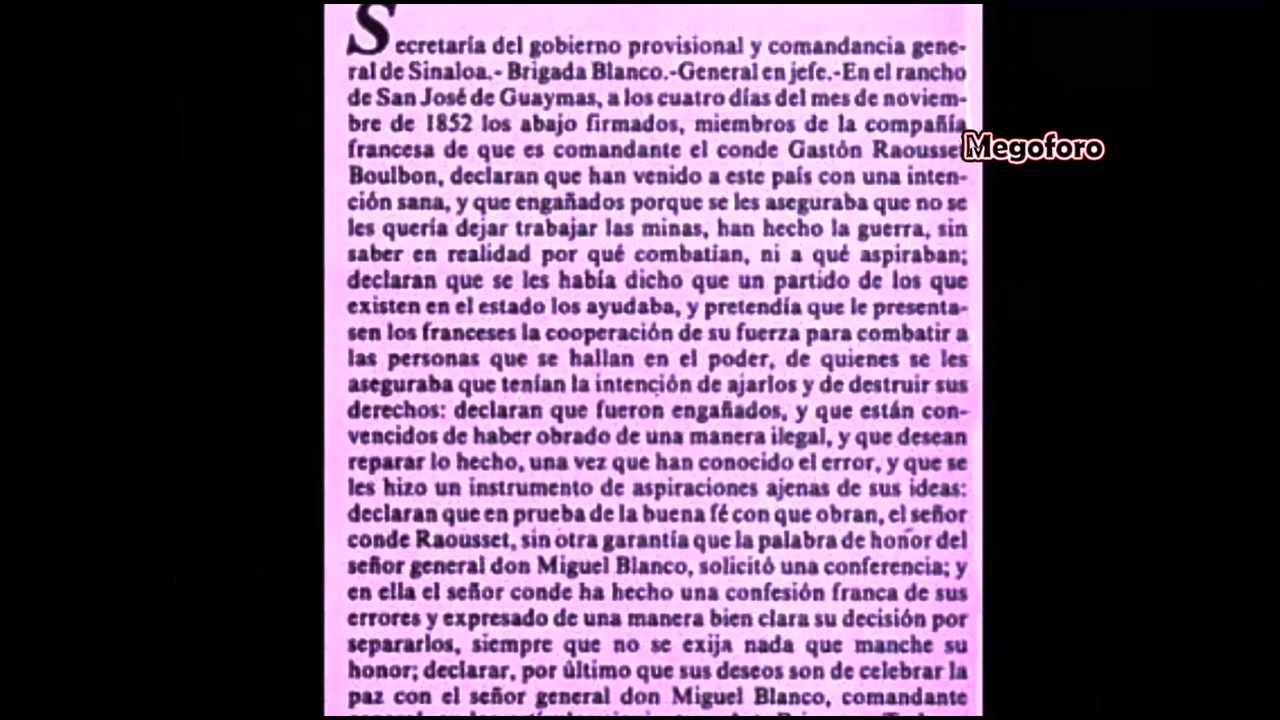 Secretaría del gobierno provisional y comandancia gene-
ral de Sinaloa.- Brigada Blanco.-General en jefe.-En el rancho
de San José de Guaymas, a los cuatro días del mes de noviem-
bre de 1852 los abajo firmados, miembros de la compañía
francesa de que es comandante el conde Gastón Raousset
Megoforo
Boulbon, declaran que han venido a este país con una inten-
ción sana, y que engañados porque se les aseguraba que no se
les quería dejar trabajar las minas, han hecho la guerra, sin
saber en realidad por qué combatían, ni a qué aspiraban;
declaran que se les había dicho que un partido de los que
existen en el estado los ayudaba, y pretendía que le presenta-
sen los franceses la cooperación de su fuerza para combatir a
las personas que se hallan en el poder, de quienes se les
aseguraba que tenían la intención de ajarlos y de destruir sus
derechos: declaran que fueron engañados, y que están con-
vencidos de haber obrado de una manera ilegal, y que desean
reparar lo hecho, una vez que han conocido el error, y que se
les hizo un instrumento de aspiraciones ajenas de sus ideas:
declaran que en prueba de la buena fé con que obran, el señor
conde Raousset, sin otra garantía que la palabra de honor del
señor general don Miguel Blanco, solicitó una conferencia; y
en ella el señor conde ha hecho una confesión franca de sus
errores y expresado de una manera bien clara su decisión por
separarlos, siempre que no se exija nada que manche su
honor; declarar, por último que sus deseos son de celebrar la
paz con el señor general don Miguel Blanco, comandante